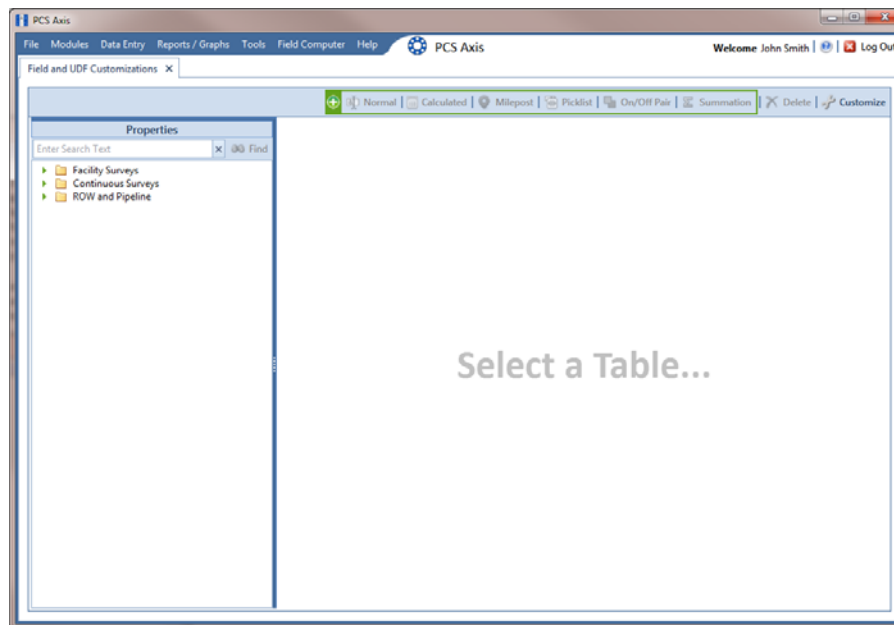 PCS Axis
File Modules Data Entry Reports / Graphs Tools Field Computer Help PCS Axis Welcome John Smith Log Out
Field and UDF Customizations
Normal Calculated Milepost Picklist On/Off Pair Summation Delete Customize
Properties
Enter Search Text Find
Facility Surveys
Continuous Surveys
ROW and Pipeline
Select a Table...